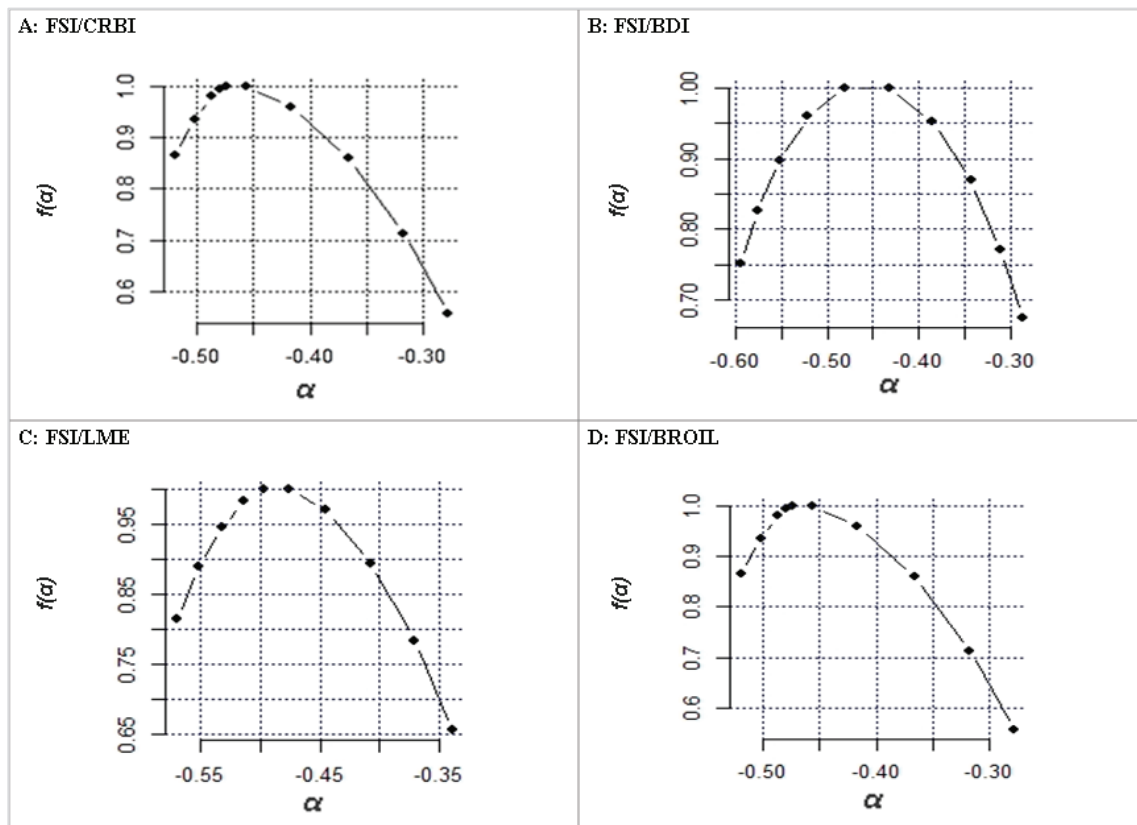 A: FSI/CRBI
f(α)
1.0
0.9
0.8
0.7
0.6
-0.50 -0.40 -0.30
α
B: FSI/BDI
f(α)
1.00
0.90
0.80
0.70
-0.60 -0.50 -0.40 -0.30
α
C: FSI/LME
f(α)
0.95
0.85
0.75
0.65
-0.55 -0.45 -0.35
α
D: FSI/BROIL
f(α)
1.0
0.9
0.8
0.7
0.6
-0.50 -0.40 -0.30
α